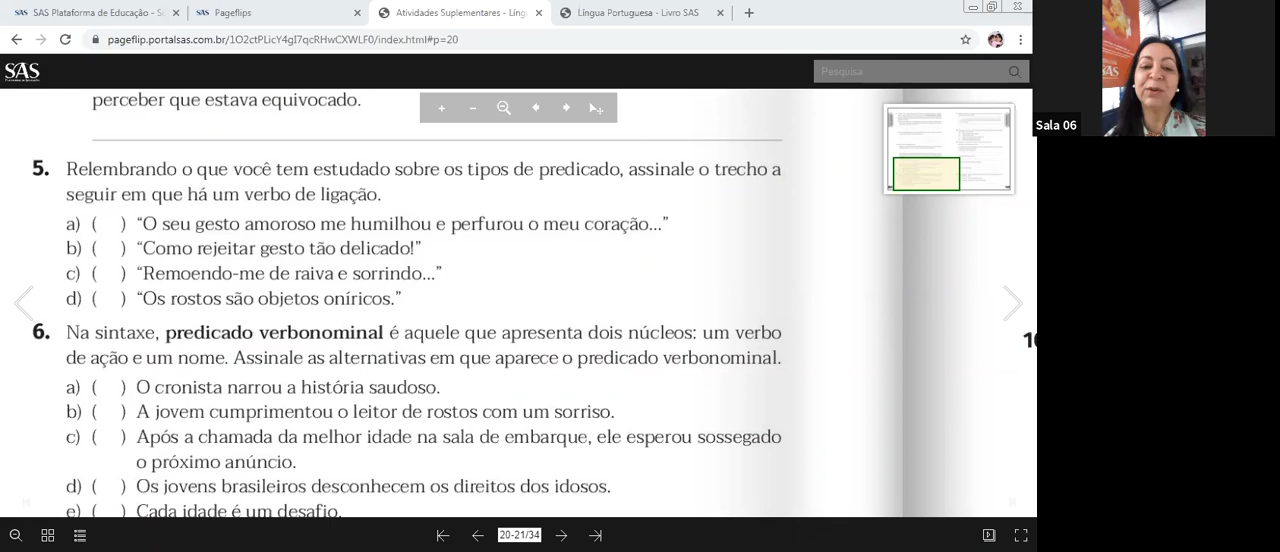 SAS Plataforma de Educação - S
Pageflips
Atividades Suplementares - Língu
Língua Portuguesa - Livro SAS
pageflip.portalsas.com.br/1O2ctPLicY4gI7qcRHwCXWLF0/index.html#p=20
SAS
Pesquisa
perceber que estava equivocado.
5. Relembrando o que você tem estudado sobre os tipos de predicado, assinale o trecho a
seguir em que há um verbo de ligação.
a) ( ) “O seu gesto amoroso me humilhou e perfurou o meu coração...”
b) ( ) “Como rejeitar gesto tão delicado!”
c) ( ) “Remoendo-me de raiva e sorrindo...”
d) ( ) “Os rostos são objetos oníricos.”
6. Na sintaxe, predicado verbonominal é aquele que apresenta dois núcleos: um verbo
de ação e um nome. Assinale as alternativas em que aparece o predicado verbonominal.
a) ( ) O cronista narrou a história saudoso.
b) ( ) A jovem cumprimentou o leitor de rostos com um sorriso.
c) ( ) Após a chamada da melhor idade na sala de embarque, ele esperou sossegado
o próximo anúncio.
d) ( ) Os jovens brasileiros desconhecem os direitos dos idosos.
e) ( ) Cada idade é um desafio.
20-21/34
SAS
Sala 06